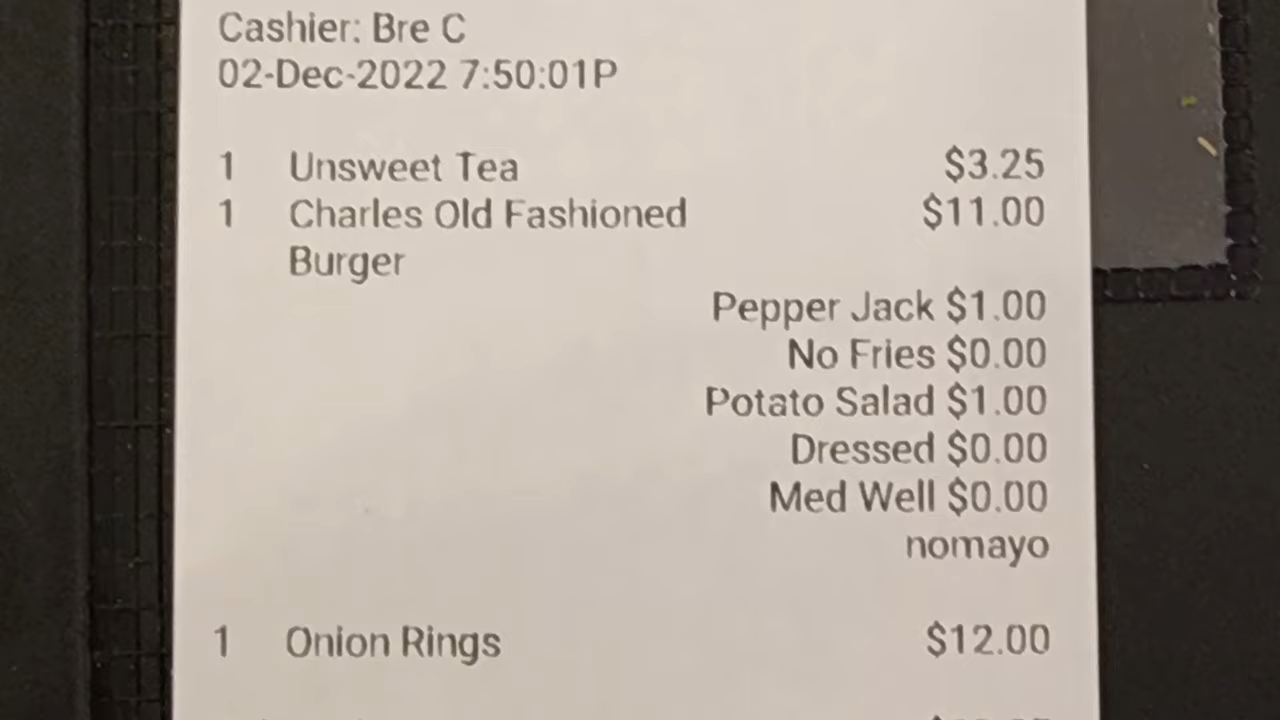 Cashier: Bre C
02-Dec-2022 7:50:01P
1 Unsweet Tea $3.25
1 Charles Old Fashioned $11.00
Burger
Pepper Jack $1.00
No Fries $0.00
Potato Salad $1.00
Dressed $0.00
Med Well $0.00
nomayo
1 Onion Rings $12.00